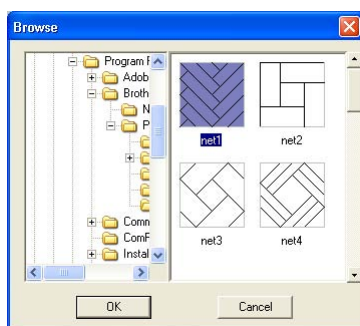 Browse
Program F
Adob
Broth
N
P
Comn
ComF
Instal
net1
net2
net3
net4
OK
Cancel